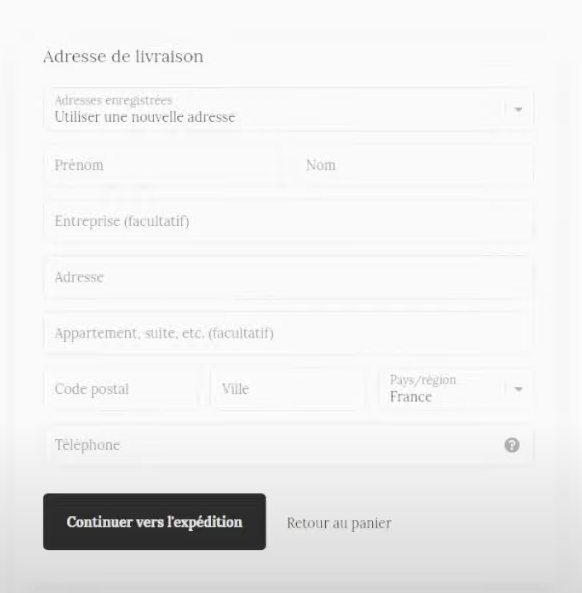 Adresse de livraison
Adresses enregistrées
Utiliser une nouvelle adresse
Prénom
Nom
Entreprise (facultatif)
Adresse
Appartement, suite, etc. (facultatif)
Code postal
Ville
Pays/région
France
Téléphone
?
Continuer vers l'expédition
Retour au panier